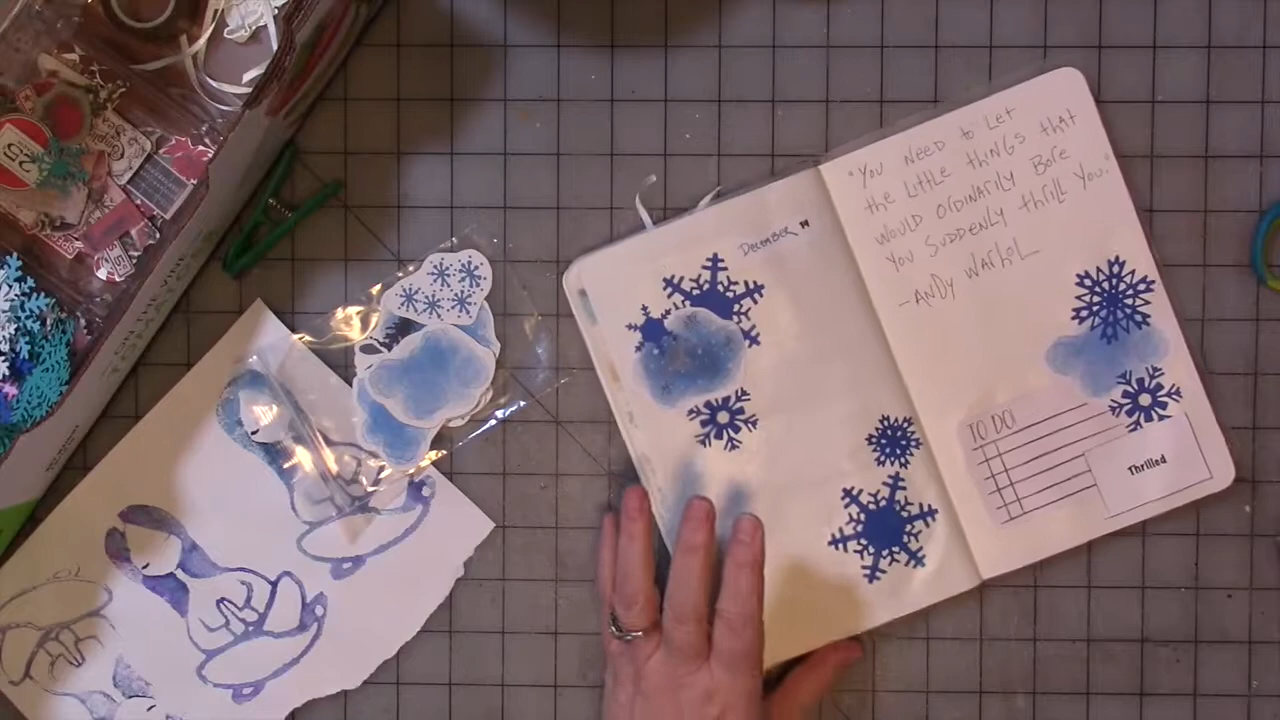 December
"You need to let
the little things that
would ordinarily bore
you suddenly thrill you."
-Andy Warhol
TO DO:
Thrilled
25